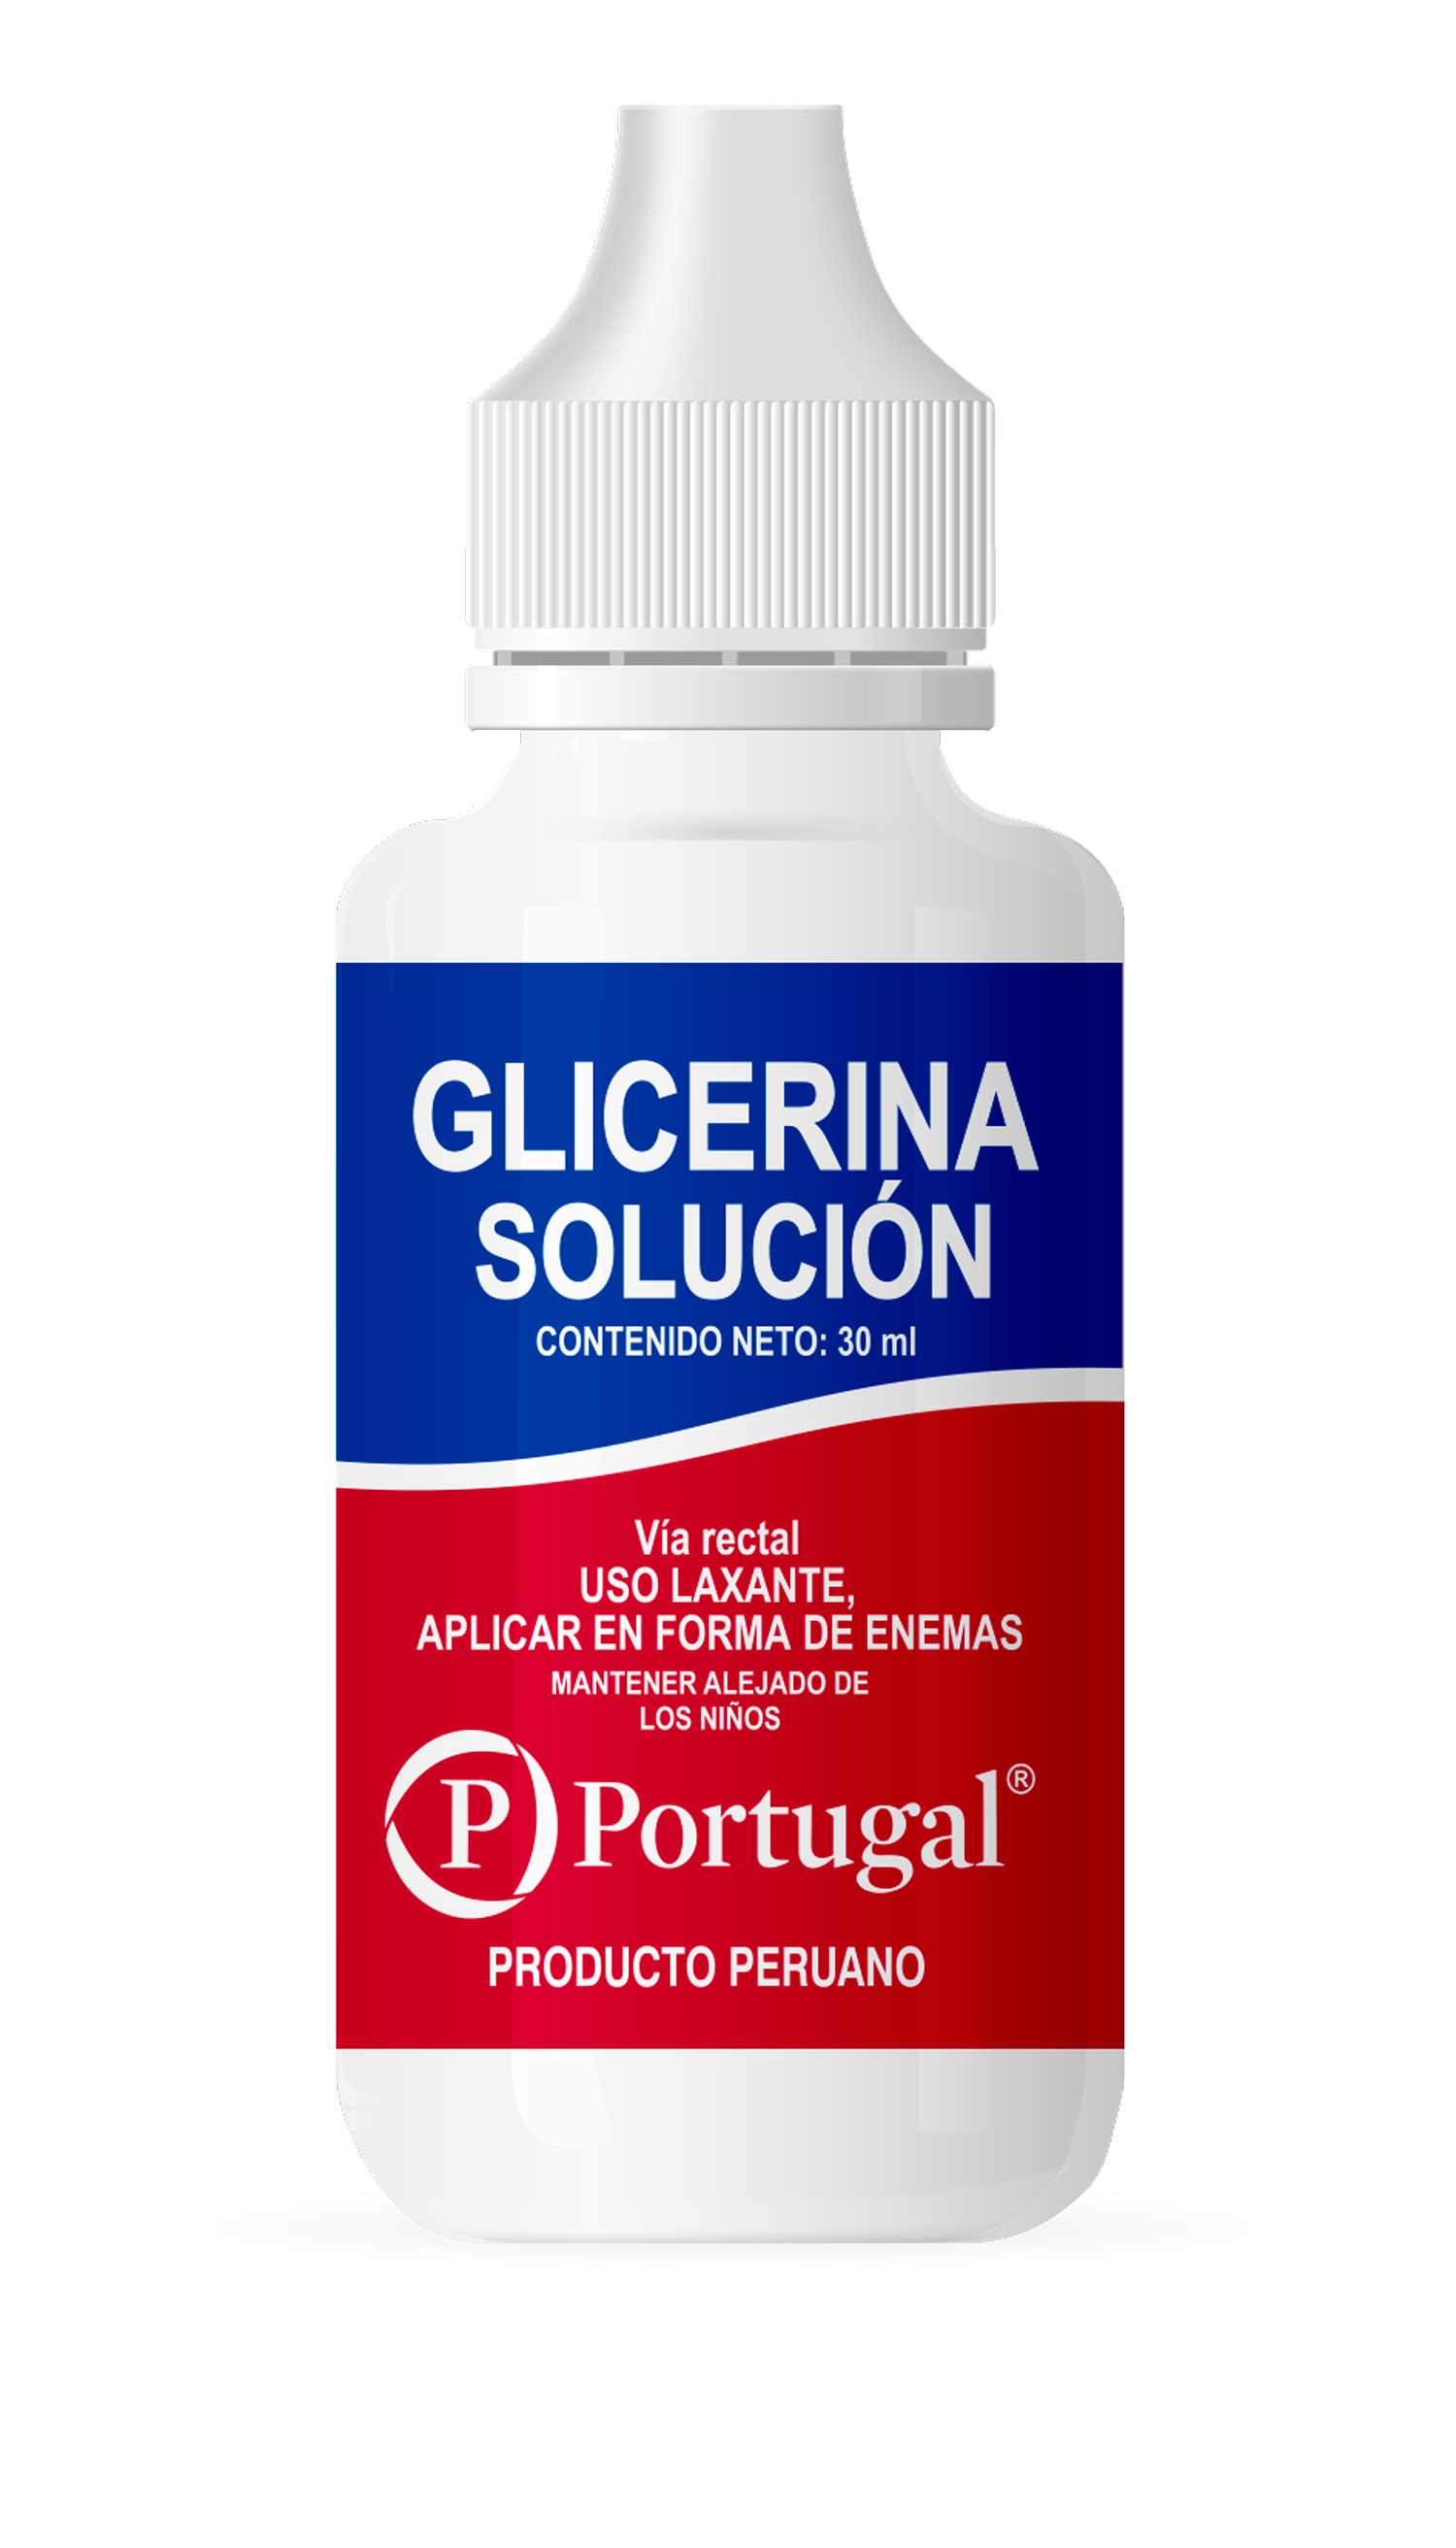 GLICERINA
SOLUCIÓN
CONTENIDO NETO: 30 ml
Vía rectal
USO LAXANTE,
APLICAR EN FORMA DE ENEMAS
MANTENER ALEJADO DE
LOS NIÑOS
P Portugal®
PRODUCTO PERUANO